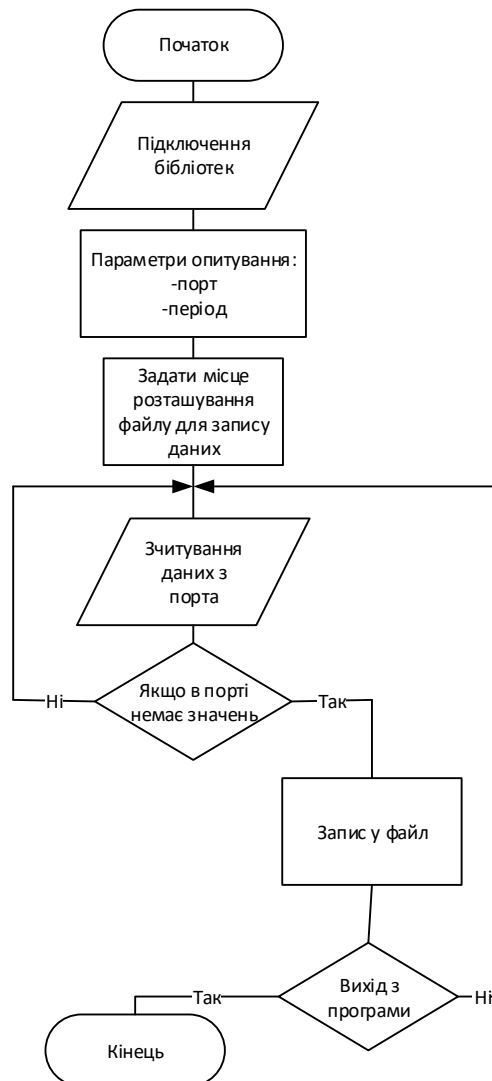 Початок
Підключення
бібліотек
Параметри опитування:
-порт
-період
Задати місце
розташування
файлу для запису
даних
Зчитування
даних з
порта
Якщо в порті
немає значень
Ні
Так
Запис у файл
Вихід з
програми
Так
Ні
Кінець